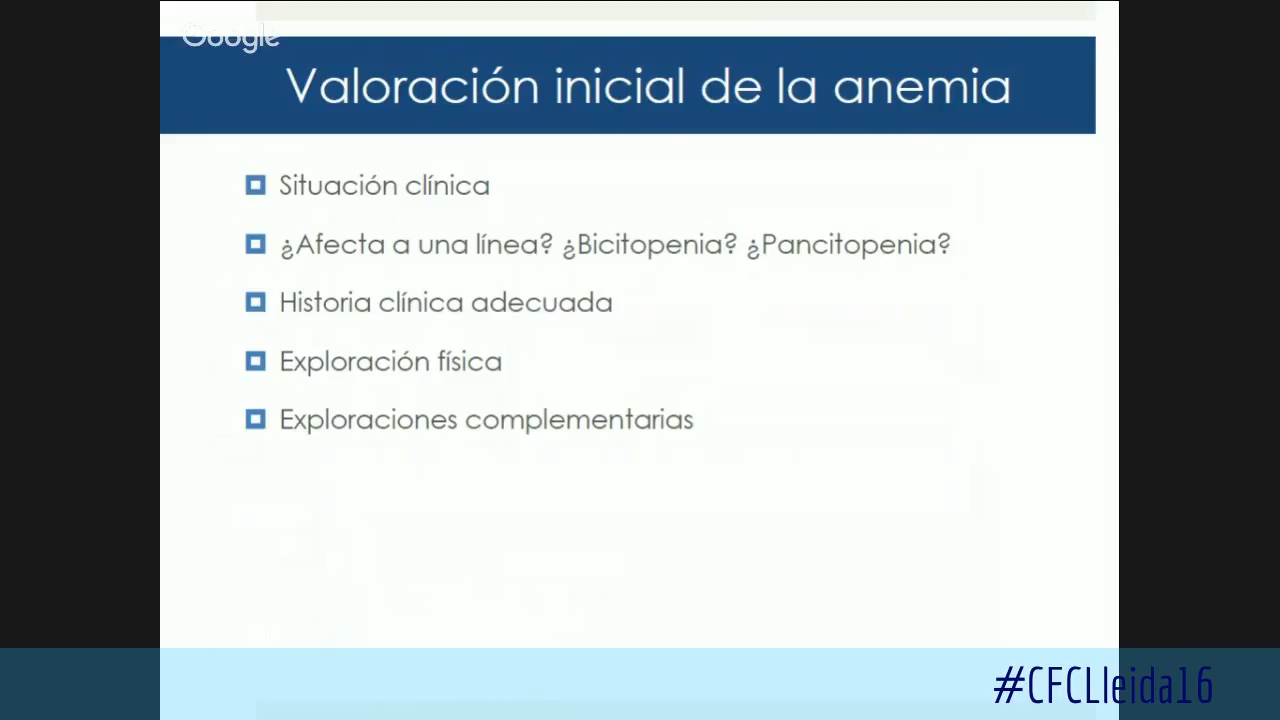 Google
Valoración inicial de la anemia
Situación clínica
¿Afecta a una línea? ¿Bicitopenia? ¿Pancitopenia?
Historia clínica adecuada
Exploración física
Exploraciones complementarias
#CFCLleida16